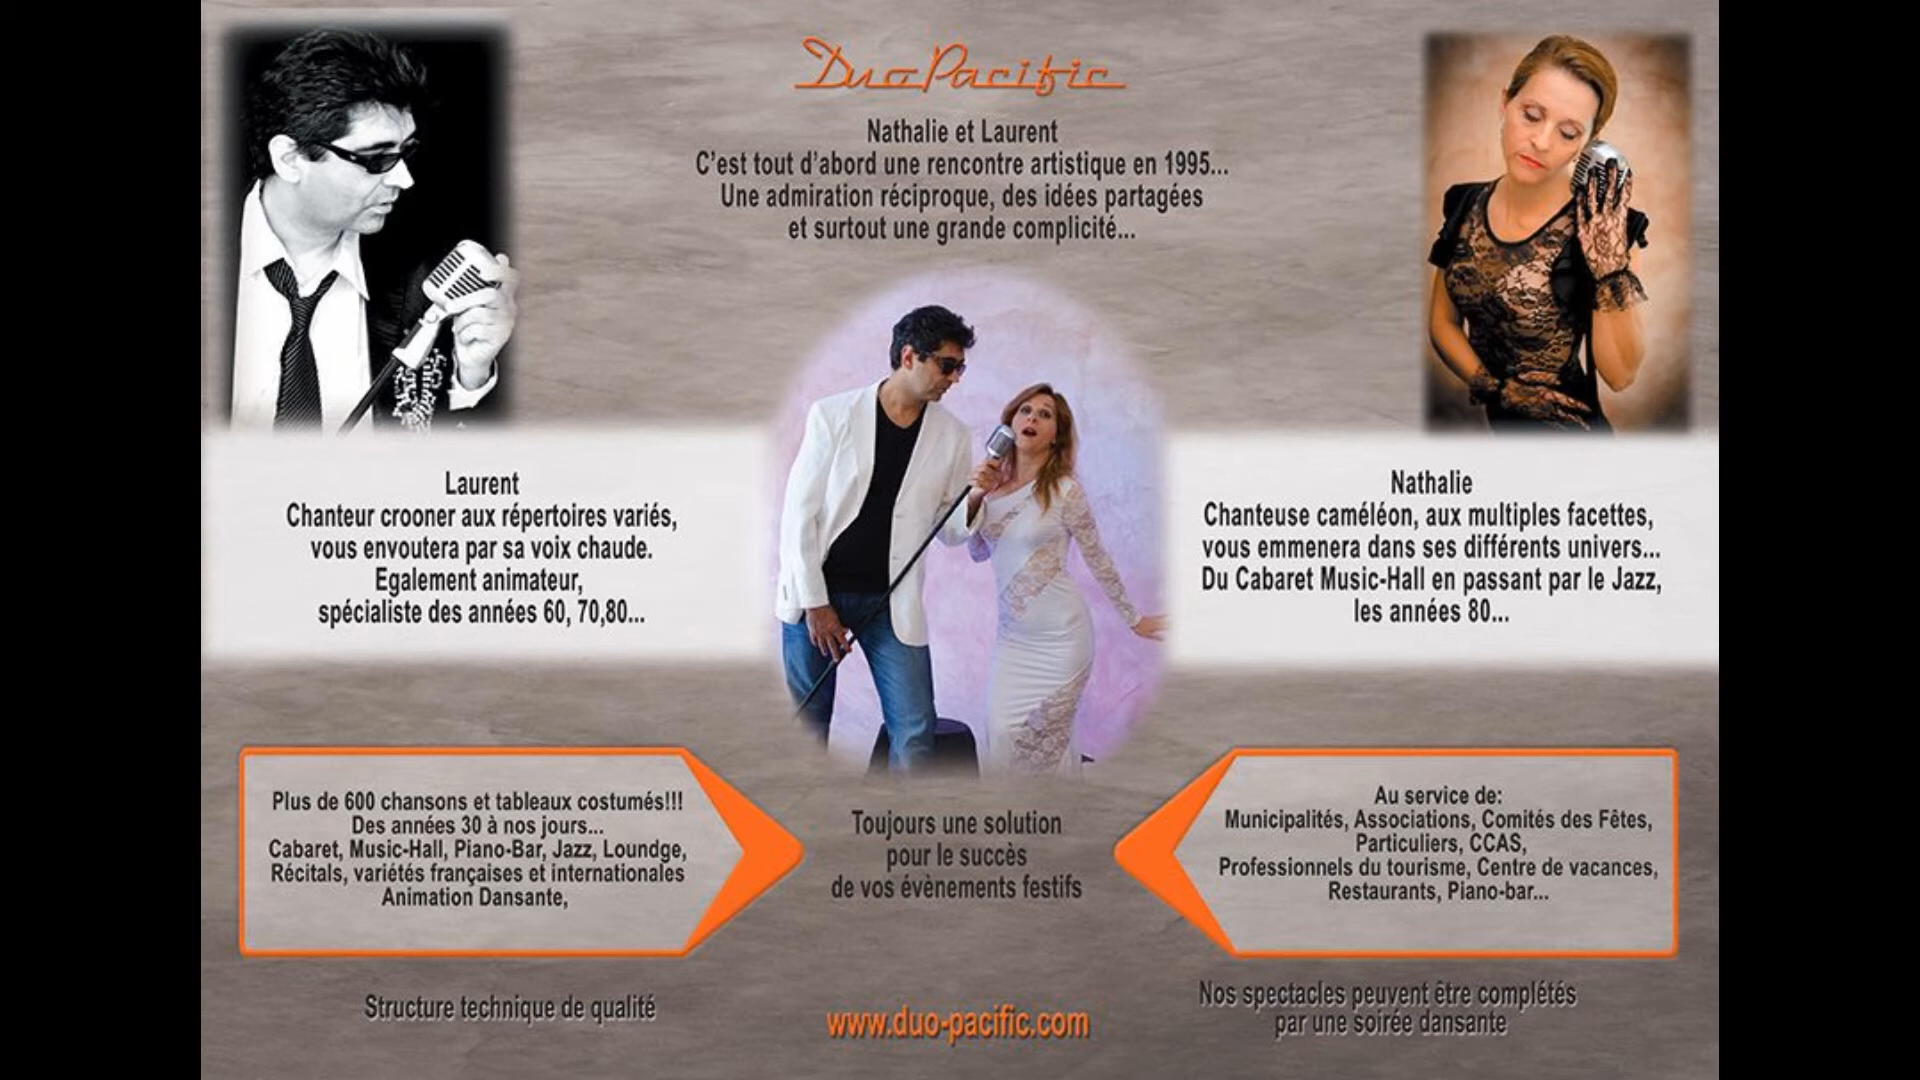 Duo Pacific
Nathalie et Laurent
C'est tout d'abord une rencontre artistique en 1995...
Une admiration réciproque, des idées partagées
et surtout une grande complicité...
Laurent
Chanteur crooner aux répertoires variés,
vous envoutera par sa voix chaude.
Egalement animateur,
spécialiste des années 60, 70,80...
Nathalie
Chanteuse caméléon, aux multiples facettes,
vous emmenera dans ses différents univers...
Du Cabaret Music-Hall en passant par le Jazz,
les années 80...
Plus de 600 chansons et tableaux costumés!!!
Des années 30 à nos jours...
Cabaret, Music-Hall, Piano-Bar, Jazz, Loundge,
Récitals, variétés françaises et internationales
Animation Dansante,
Toujours une solution
pour le succès
de vos évènements festifs
Au service de:
Municipalités, Associations, Comités des Fêtes,
Particuliers, CCAS,
Professionnels du tourisme, Centre de vacances,
Restaurants, Piano-bar...
Structure technique de qualité
www.duo-pacific.com
Nos spectacles peuvent être complétés
par une soirée dansante